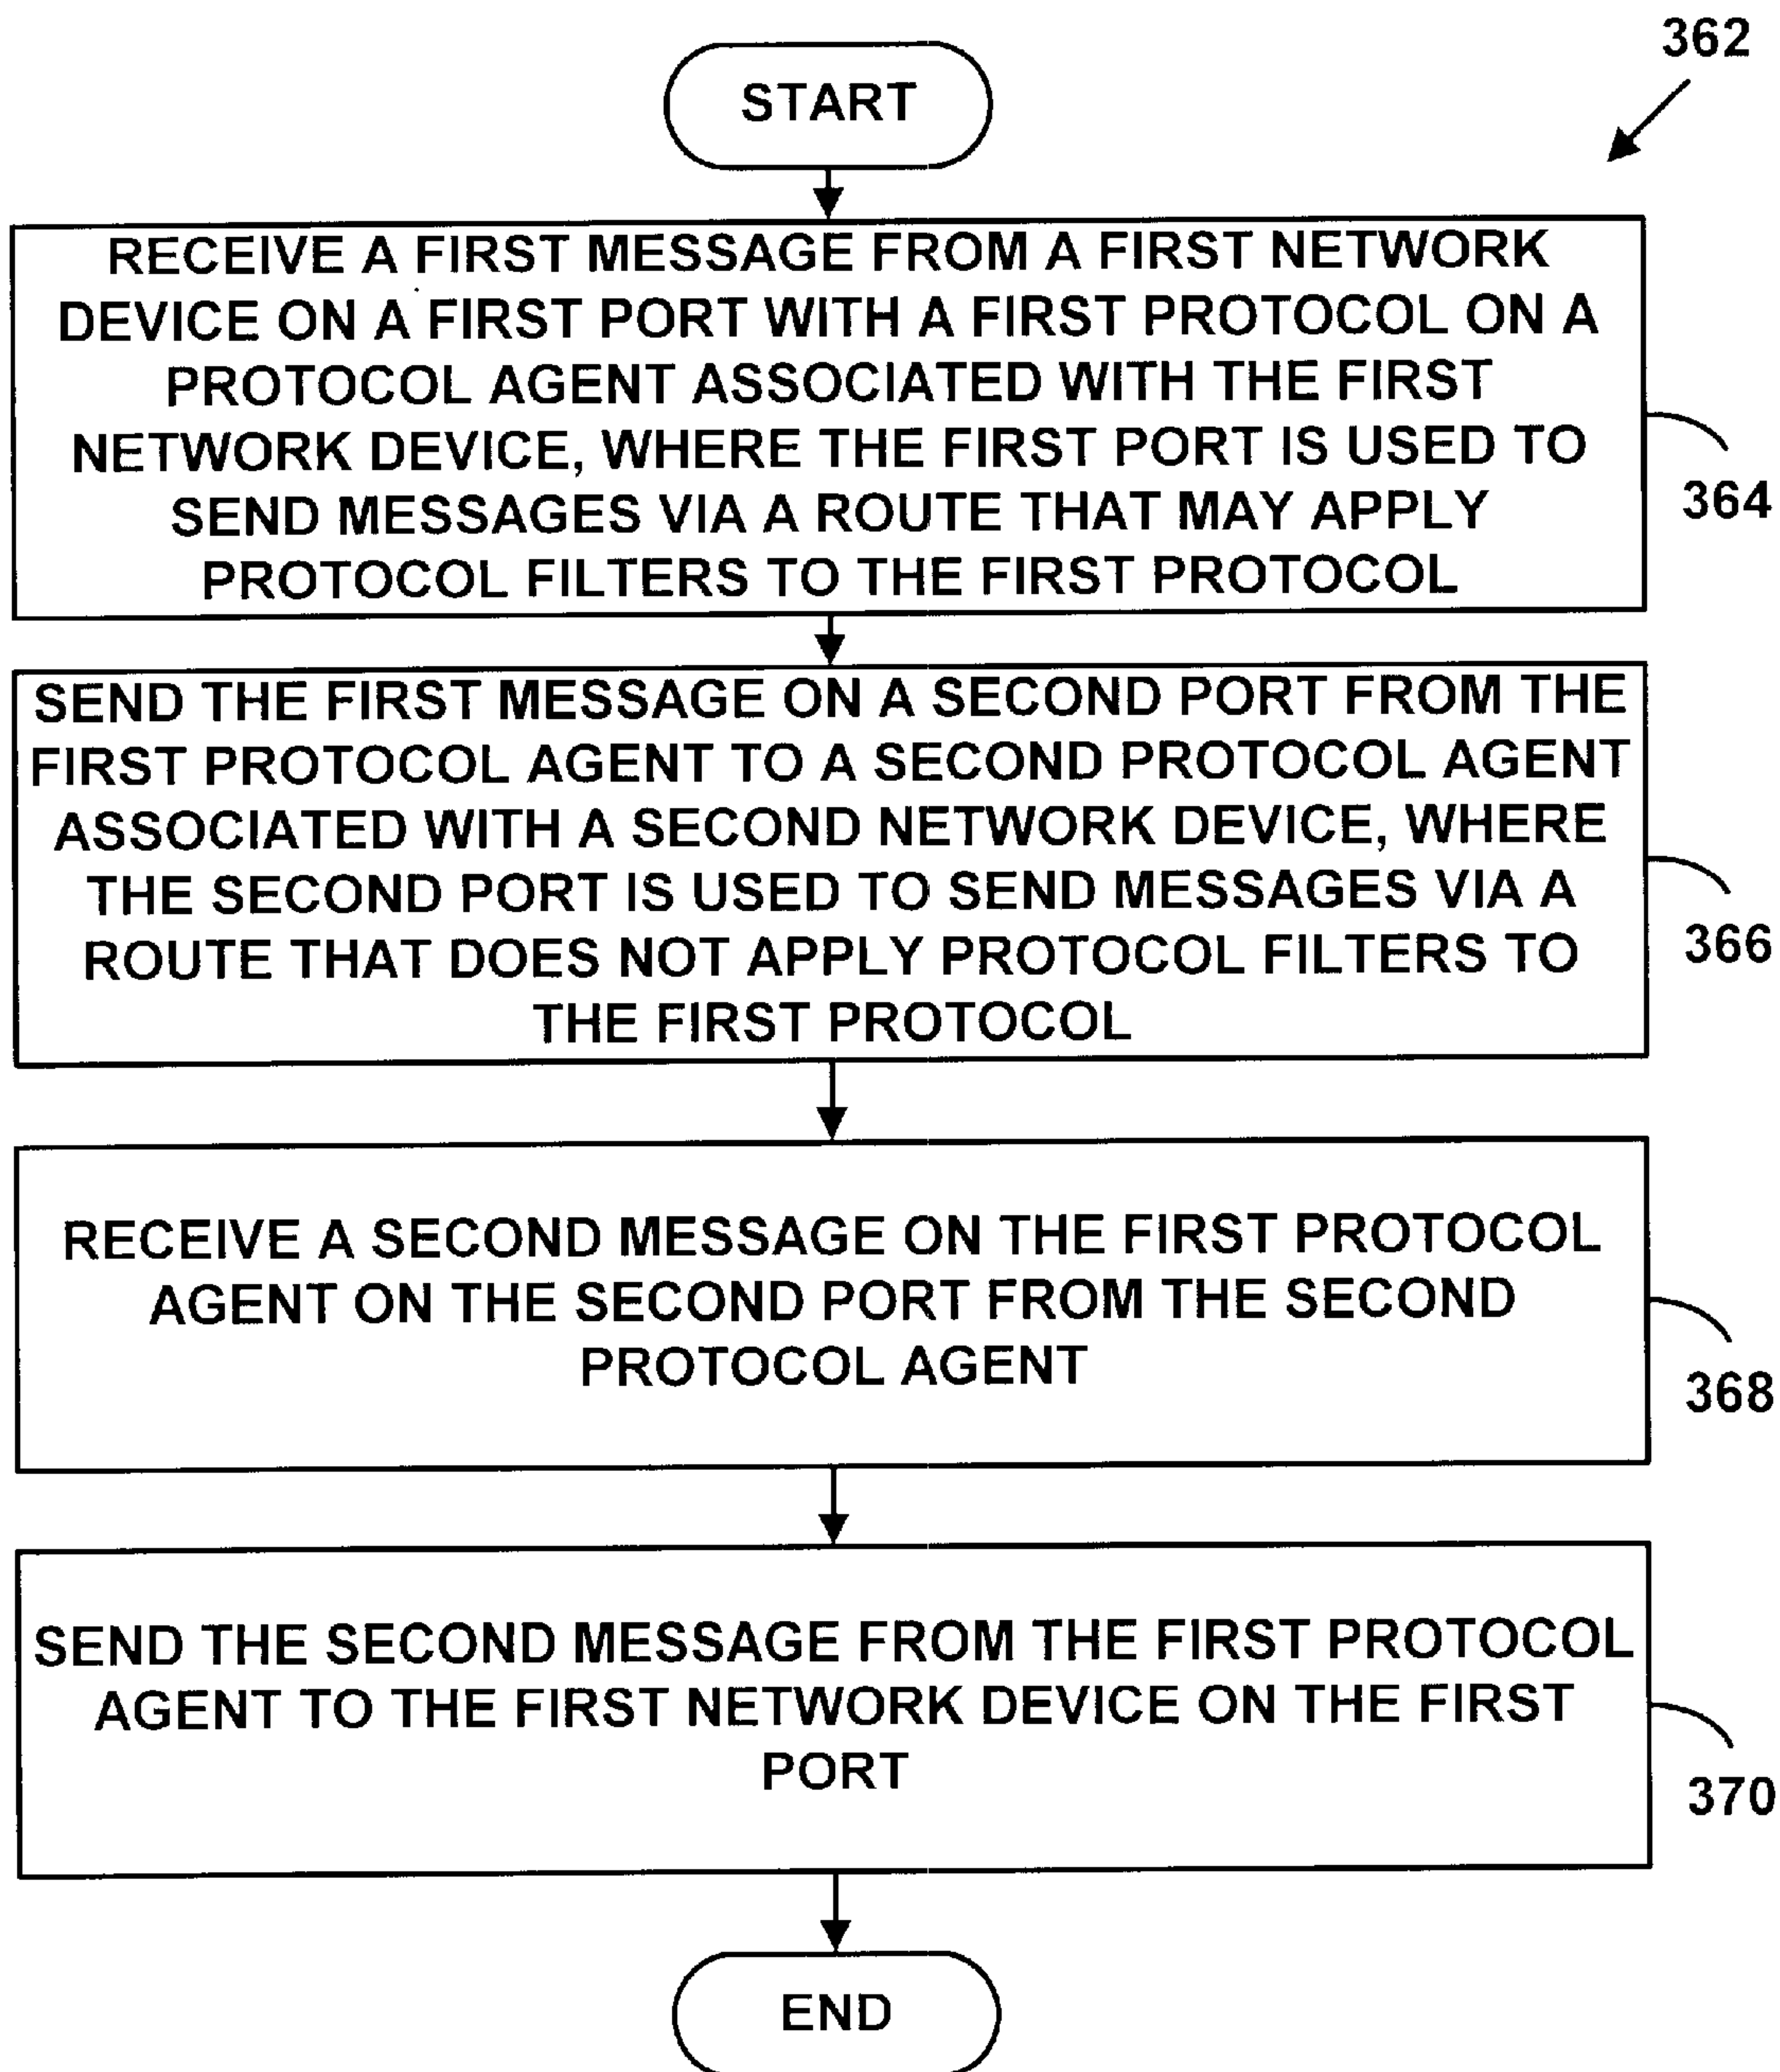 362
START
RECEIVE A FIRST MESSAGE FROM A FIRST NETWORK
DEVICE ON A FIRST PORT WITH A FIRST PROTOCOL ON A
PROTOCOL AGENT ASSOCIATED WITH THE FIRST
NETWORK DEVICE, WHERE THE FIRST PORT IS USED TO
SEND MESSAGES VIA A ROUTE THAT MAY APPLY
PROTOCOL FILTERS TO THE FIRST PROTOCOL
364
SEND THE FIRST MESSAGE ON A SECOND PORT FROM THE
FIRST PROTOCOL AGENT TO A SECOND PROTOCOL AGENT
ASSOCIATED WITH A SECOND NETWORK DEVICE, WHERE
THE SECOND PORT IS USED TO SEND MESSAGES VIA A
ROUTE THAT DOES NOT APPLY PROTOCOL FILTERS TO
THE FIRST PROTOCOL
366
RECEIVE A SECOND MESSAGE ON THE FIRST PROTOCOL
AGENT ON THE SECOND PORT FROM THE SECOND
PROTOCOL AGENT
368
SEND THE SECOND MESSAGE FROM THE FIRST PROTOCOL
AGENT TO THE FIRST NETWORK DEVICE ON THE FIRST
PORT
370
END